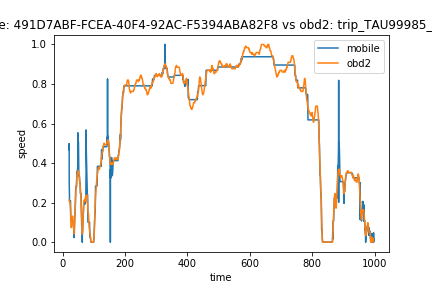 e: 491D7ABF-FCEA-40F4-92AC-F5394ABA82F8 vs obd2: trip_TAU99985_
mobile
obd2
1.0
0.8
0.6
0.4
0.2
0.0
speed
0 200 400 600 800 1000
time